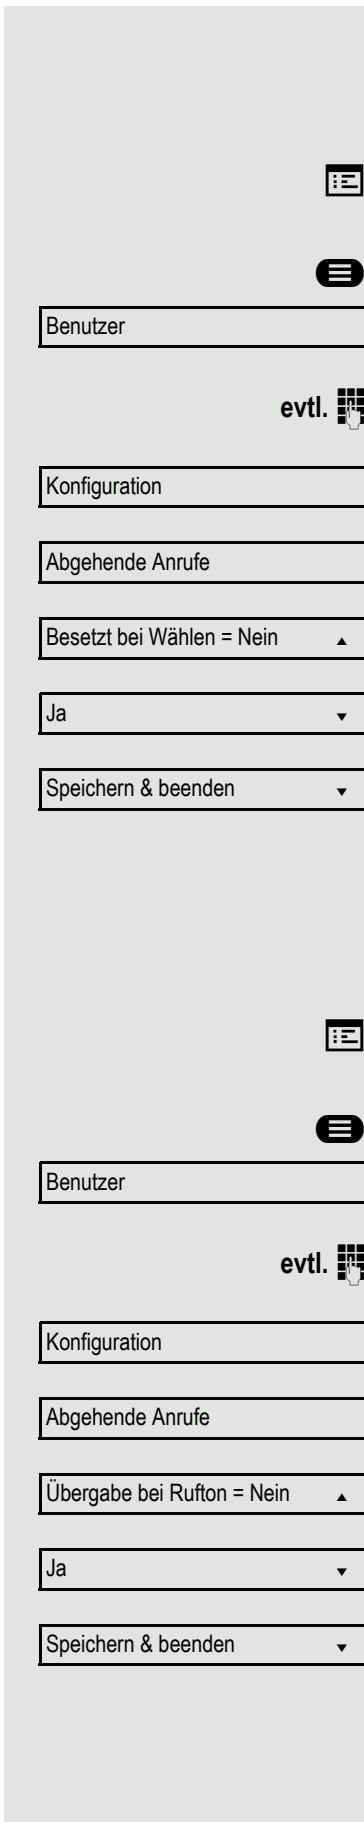 Benutzer
evtl.
Konfiguration
Abgehende Anrufe
Besetzt bei Wählen = Nein
Ja
Speichern & beenden
Benutzer
evtl.
Konfiguration
Abgehende Anrufe
Übergabe bei Rufton = Nein
Ja
Speichern & beenden